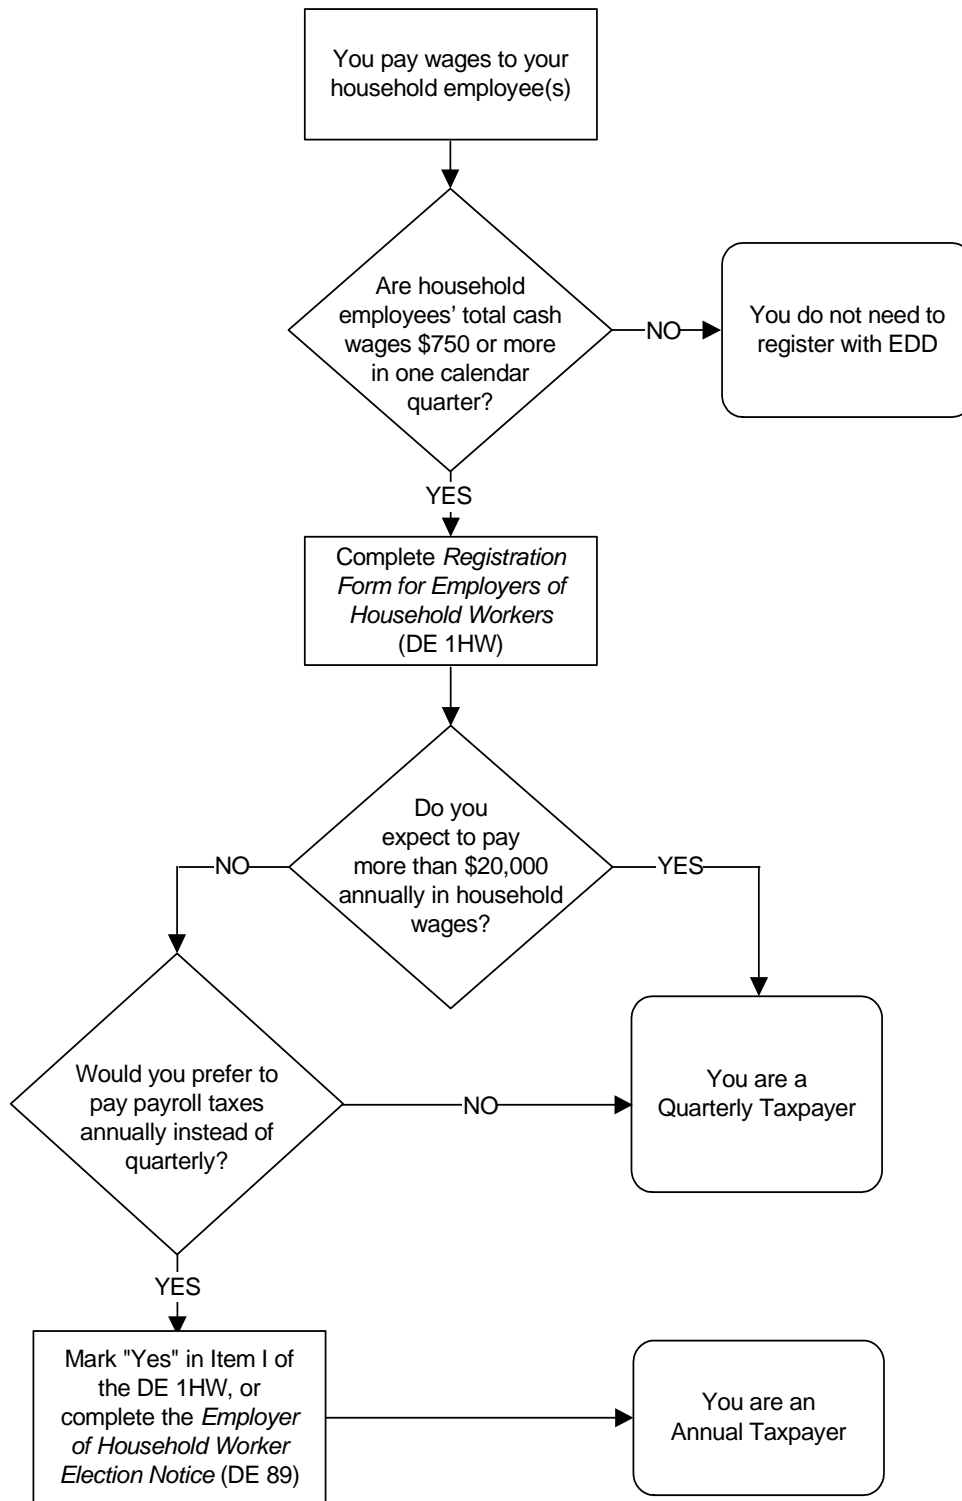 You pay wages to your
household employee(s)
Are household
employees' total cash
wages $750 or more
in one calendar
quarter?
NO
You do not need to
register with EDD
YES
Complete Registration
Form for Employers of
Household Workers
(DE 1HW)
Do you
expect to pay
more than $20,000
annually in household
wages?
NO
YES
Would you prefer to
pay payroll taxes
annually instead of
quarterly?
NO
You are a
Quarterly Taxpayer
YES
Mark "Yes" in Item I of
the DE 1HW, or
complete the Employer
of Household Worker
Election Notice (DE 89)
You are an
Annual Taxpayer